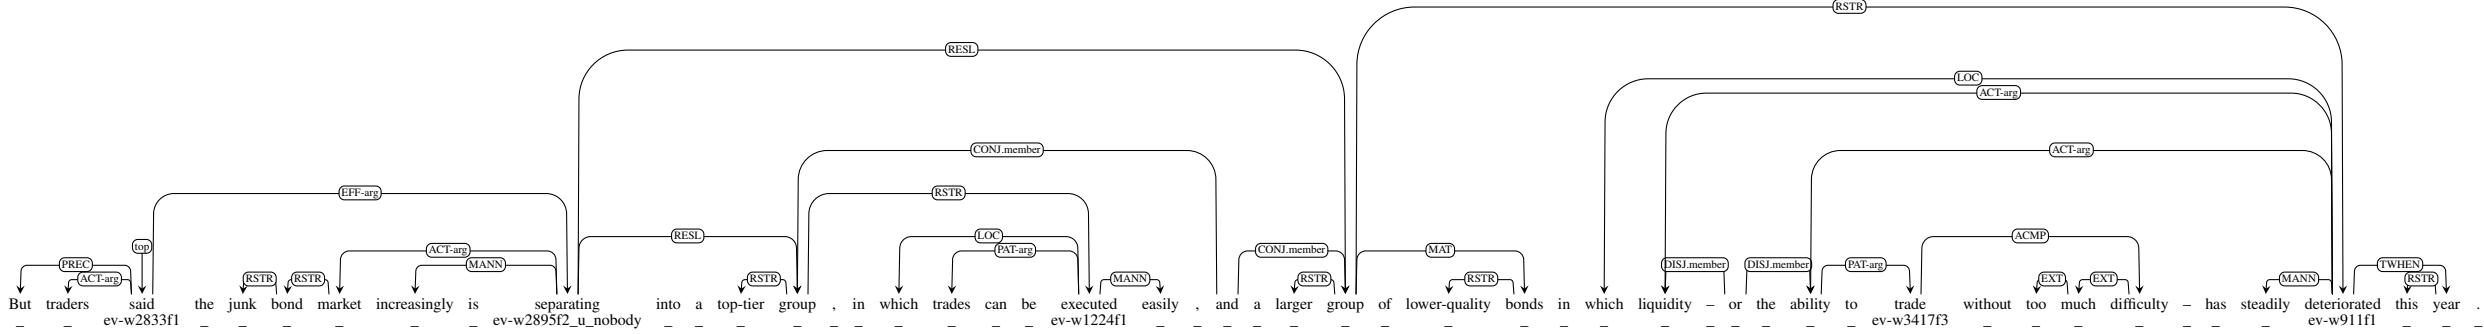 RSTR
RESL
LOC
ACT-arg
CONJ.member ACT-arg
EFF-arg RSTR
RESL LOC ACMP
top ACT-arg PAT-arg CONJ.member MAT
PREC MANN DISJ.member DISJ.member PAT-arg TWHEN
ACT-arg RSTR RSTR RSTR MANN RSTR RSTR EXT EXT MANN RSTR
But traders said the junk bond market increasingly is separating into a top-tier group , in which trades can be executed easily , and a larger group of lower-quality bonds in which liquidity – or the ability to trade without too much difficulty – has steadily deteriorated this year .
_ _ ev-w2833f1 _ _ _ _ _ _ ev-w2895f2_u_nobody _ _ _ _ _ _ _ _ _ _ ev-w1224f1 _ _ _ _ _ _ _ _ _ _ _ _ _ _ _ _ _ ev-w3417f3 _ _ _ _ _ _ _ ev-w911f1 _ _ _